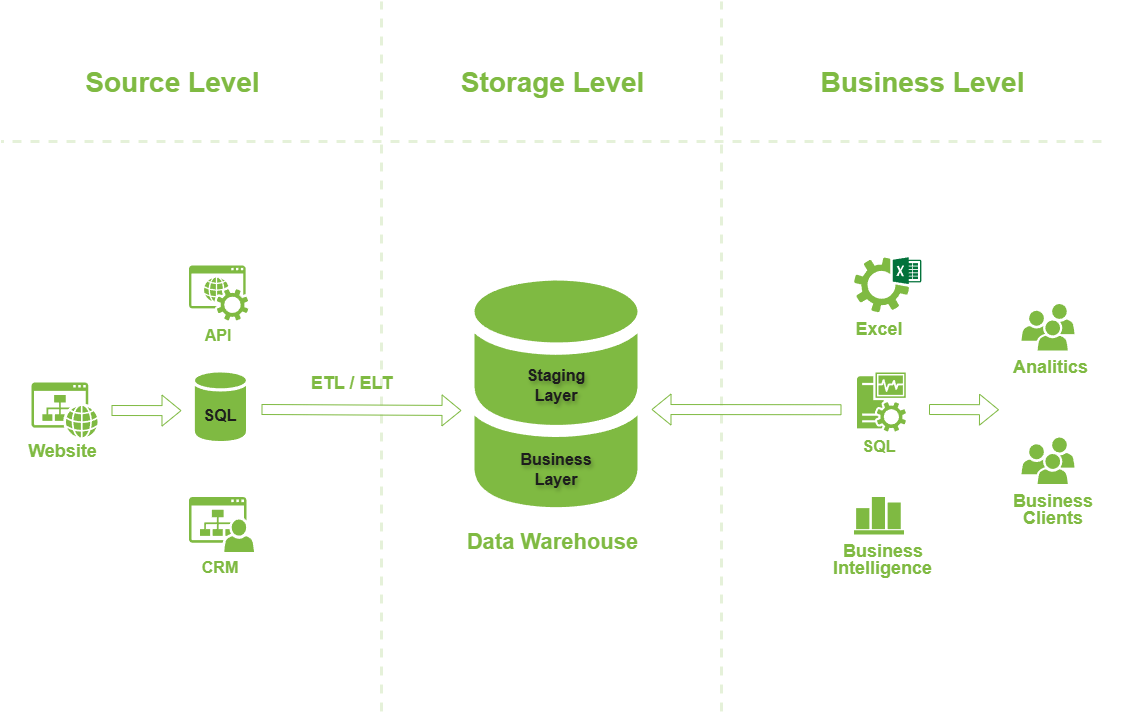 Source Level
Storage Level
Business Level
API
Website
SQL
CRM
ETL / ELT
Staging
Layer
Business
Layer
Data Warehouse
X
Excel
SQL
Business
Intelligence
Analitics
Business
Clients